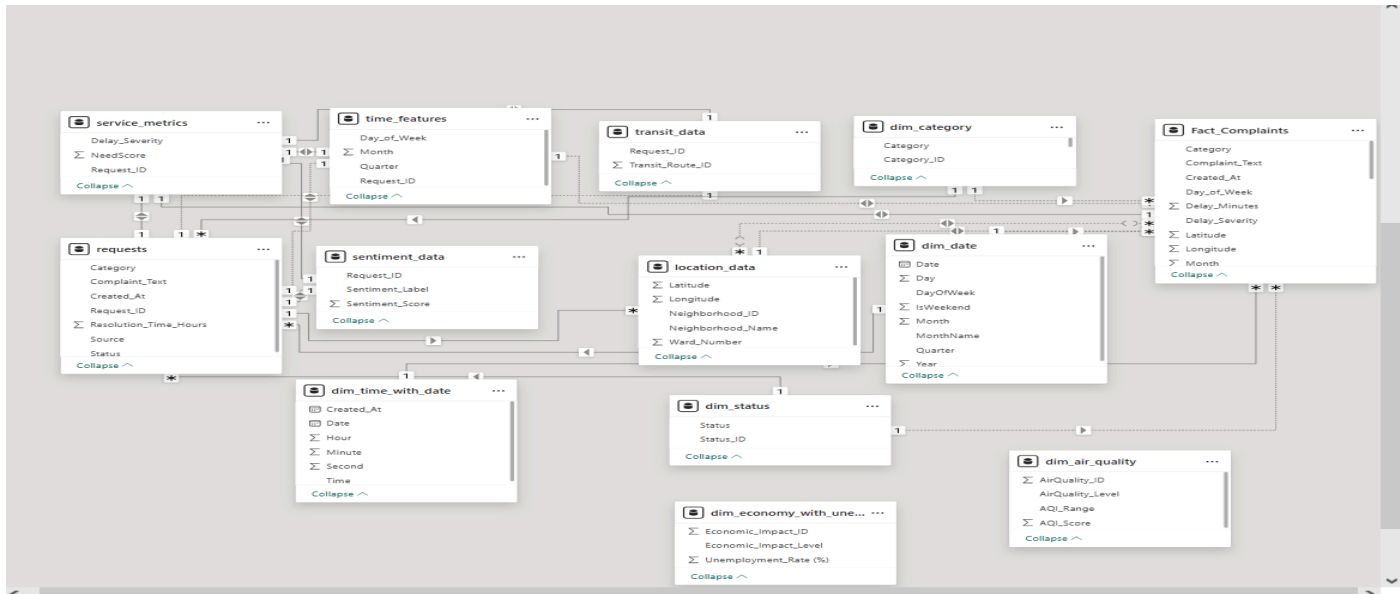 service_metrics
Delay_Severity
NeedScore
Request_ID
Collapse
time_features
Day_of_Week
Month
Quarter
Request_ID
Collapse
transit_data
Request_ID
Transit_Route_ID
Collapse
dim_category
Category
Category_ID
Collapse
Fact_Complaints
Category
Complaint_Text
Created_At
Day_of_Week
Delay_Minutes
Delay_Severity
Latitude
Longitude
Month
Collapse
requests
Category
Complaint_Text
Created_At
Request_ID
Resolution_Time_Hours
Source
Status
Collapse
sentiment_data
Request_ID
Sentiment_Label
Sentiment_Score
Collapse
location_data
Latitude
Longitude
Neighborhood_ID
Neighborhood_Name
Ward_Number
Collapse
dim_date
Date
Day
DayOfWeek
IsWeekend
Month
MonthName
Quarter
Year
Collapse
dim_time_with_date
Created_At
Date
Hour
Minute
Second
Time
Collapse
dim_status
Status
Status_ID
Collapse
dim_air_quality
AirQuality_ID
AirQuality_Level
AQI_Range
AQI_Score
Collapse
dim_economy_with_une...
Economic_Impact_ID
Economic_Impact_Level
Unemployment_Rate (%)
Collapse